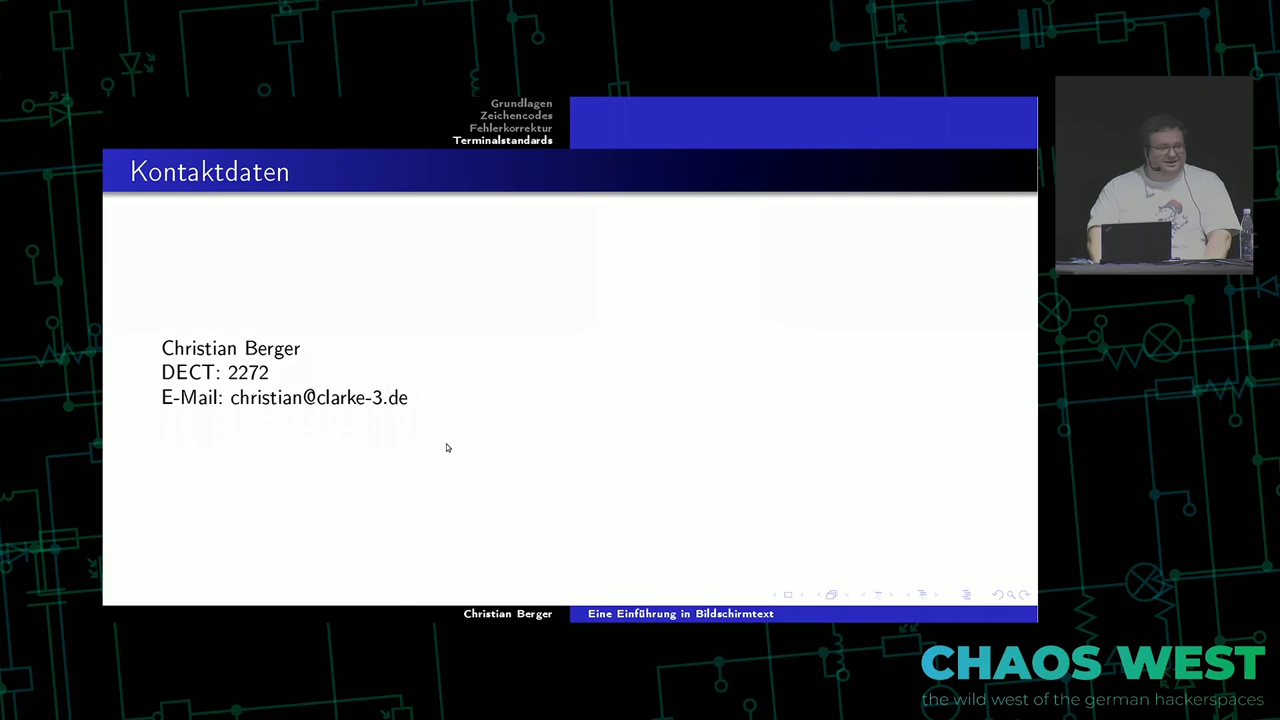 Grundlagen
Zeichencodes
Fehlerkorrektur
Terminalstandards
Kontaktdaten
Christian Berger
DECT: 2272
E-Mail: christian@clarke-3.de
Christian Berger
Eine Einführung in Bildschirmtext
CHAOS WEST
the wild west of the german hackerspaces